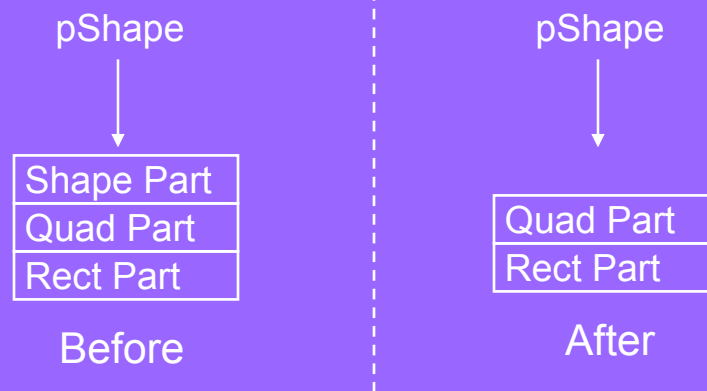 pShape
Shape Part
Quad Part
Rect Part
Before
pShape
Quad Part
Rect Part
After